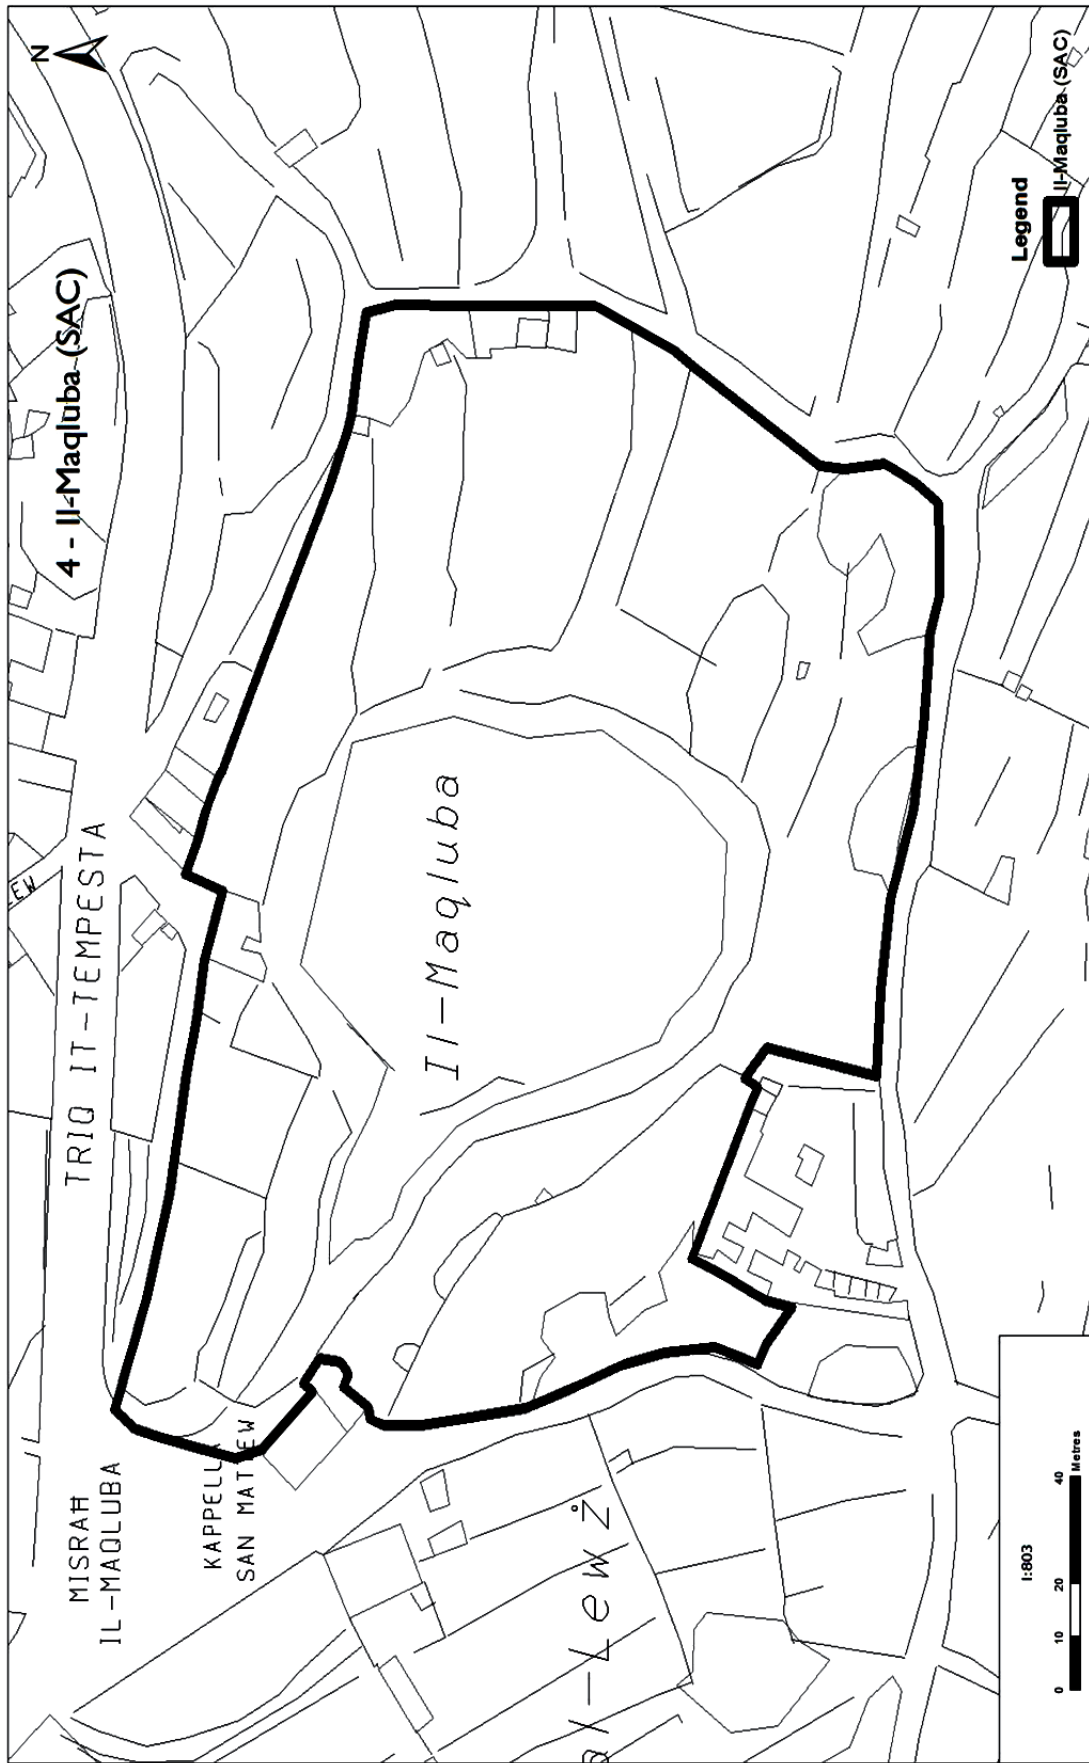 4 - Il-Maqluba (SAC)
N
TRIQ IT-TEMPESTA
MISRAĦ
IL-MAQLUBA
KAPPELLA
SAN MATTEW
Il-Maqluba
Legend
Il-Maqluba (SAC)
1:803
0 10 20 40
Metres